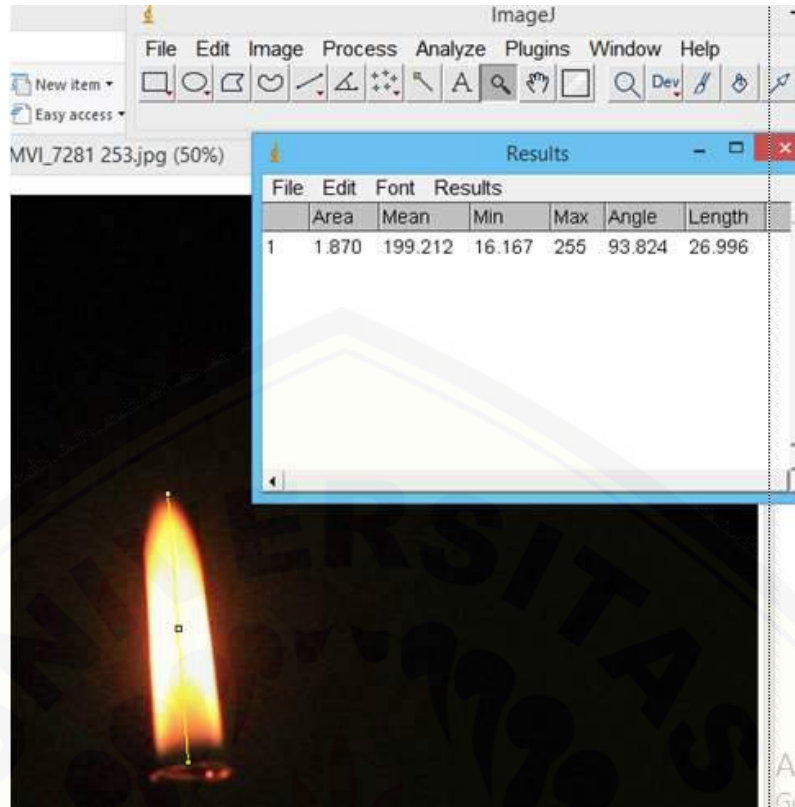 ImageJ
File Edit Image Process Analyze Plugins Window Help
New item
Easy access
A Dev
MVI_7281 253.jpg (50%)
Results
File Edit Font Results
Area Mean Min Max Angle Length
1 1.870 199.212 16.167 255 93.824 26.996
UNIVERSITAS
A
G